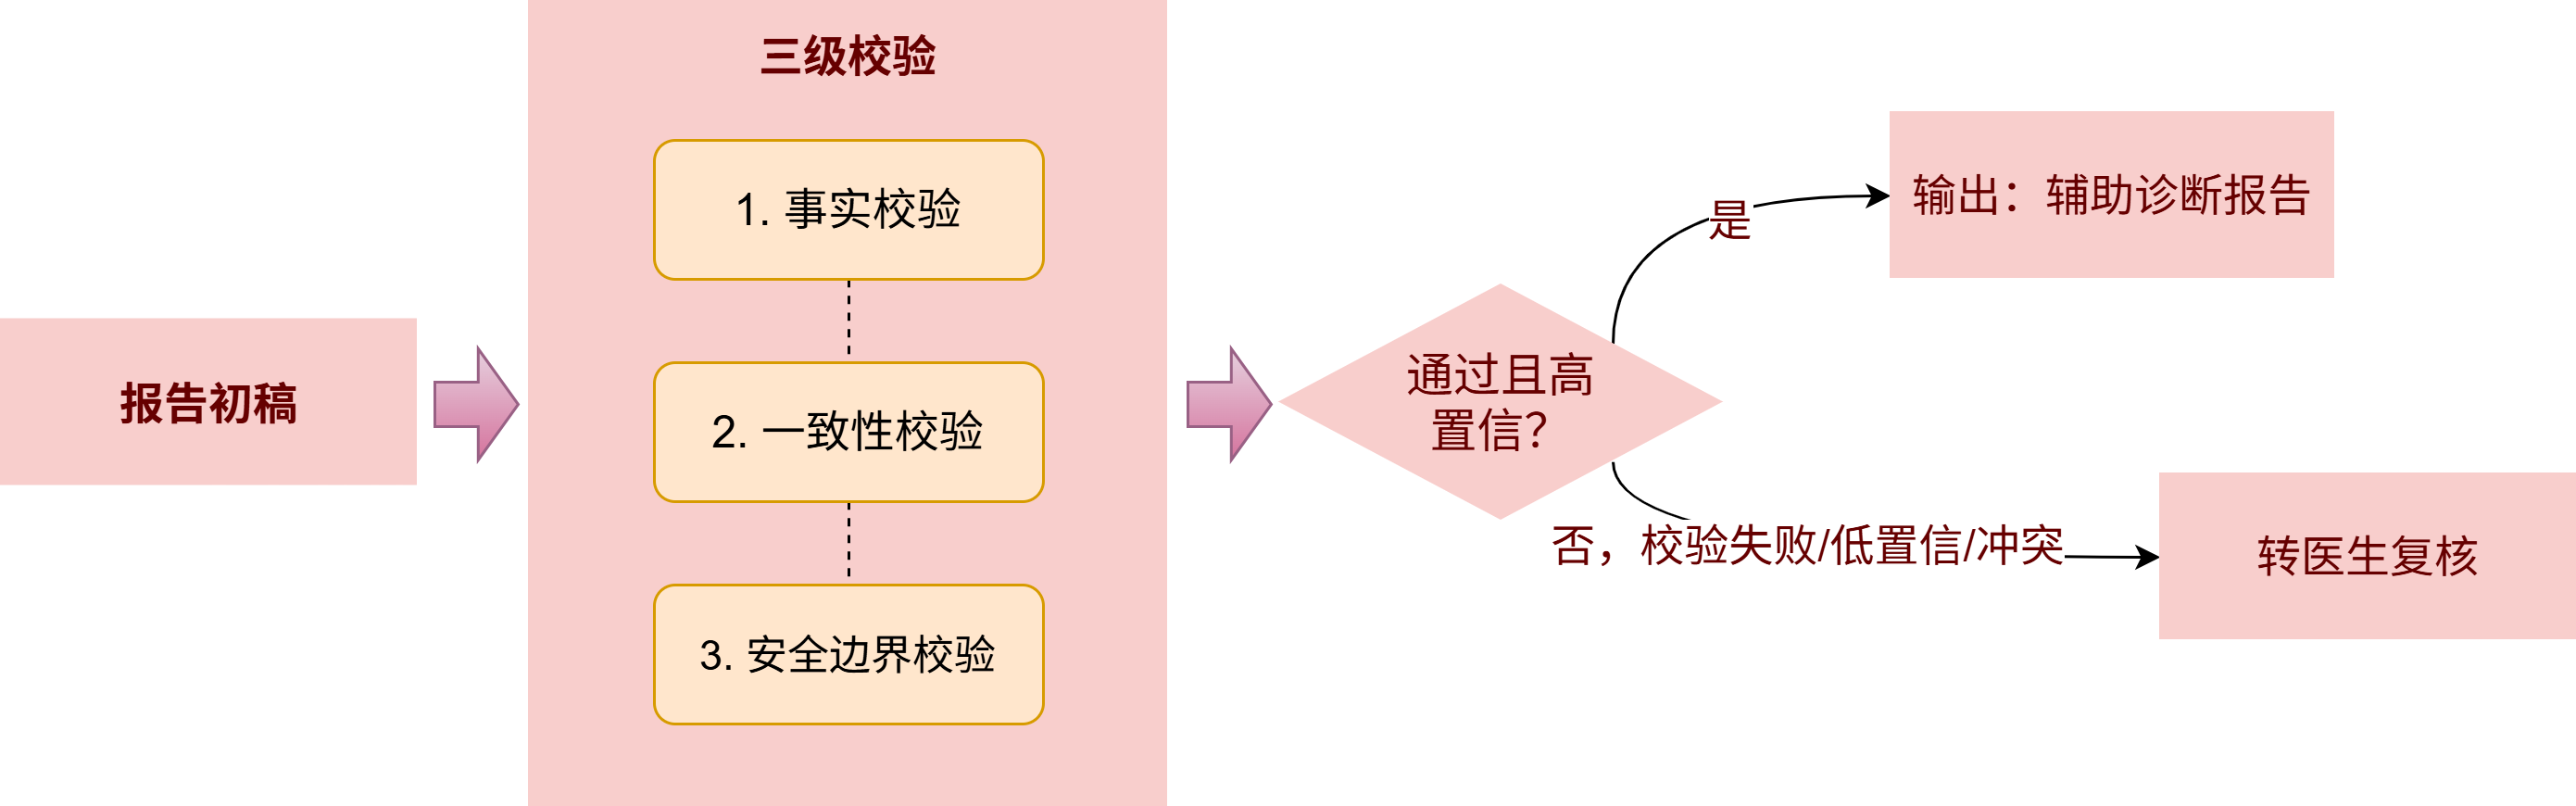 报告初稿
三级校验
1. 事实校验
2. 一致性校验
3. 安全边界校验
通过且高
置信？
是
输出：辅助诊断报告
否，校验失败/低置信/冲突
转医生复核